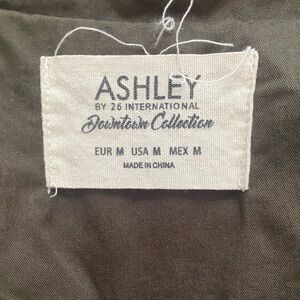 ASHLEY
BY 26 INTERNATIONAL
Downtown Collection
EUR M USA M MEX M
MADE IN CHINA